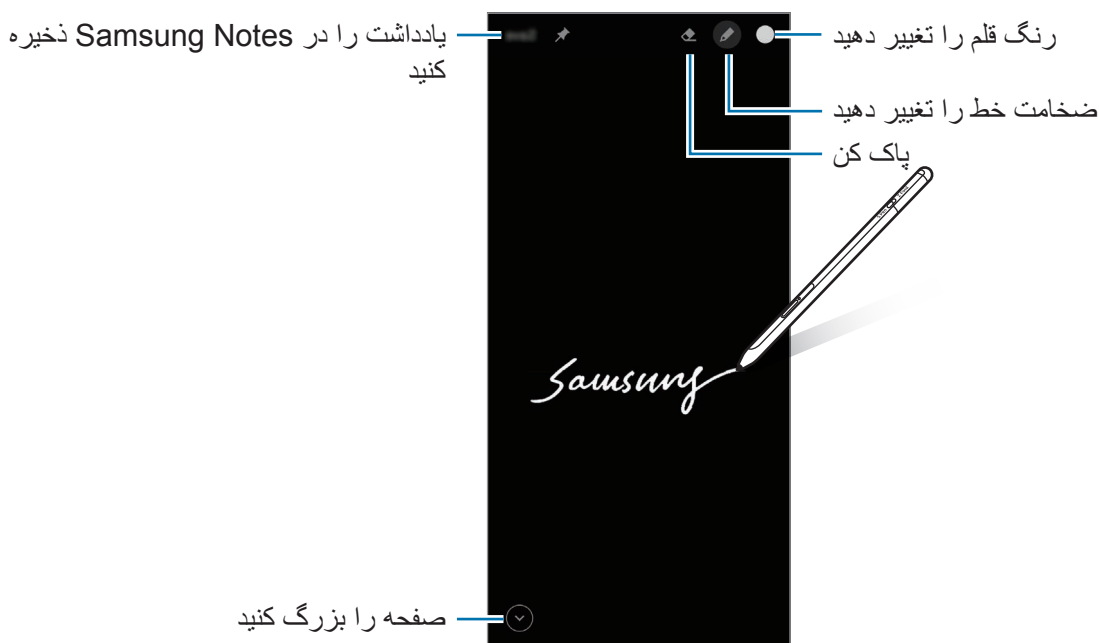 یادداشت را در Samsung Notes ذخیره
کنید
رنگ قلم را تغییر دهید
ضخامت خط را تغییر دهید
پاک کن
Samsung
صفحه را بزرگ کنید